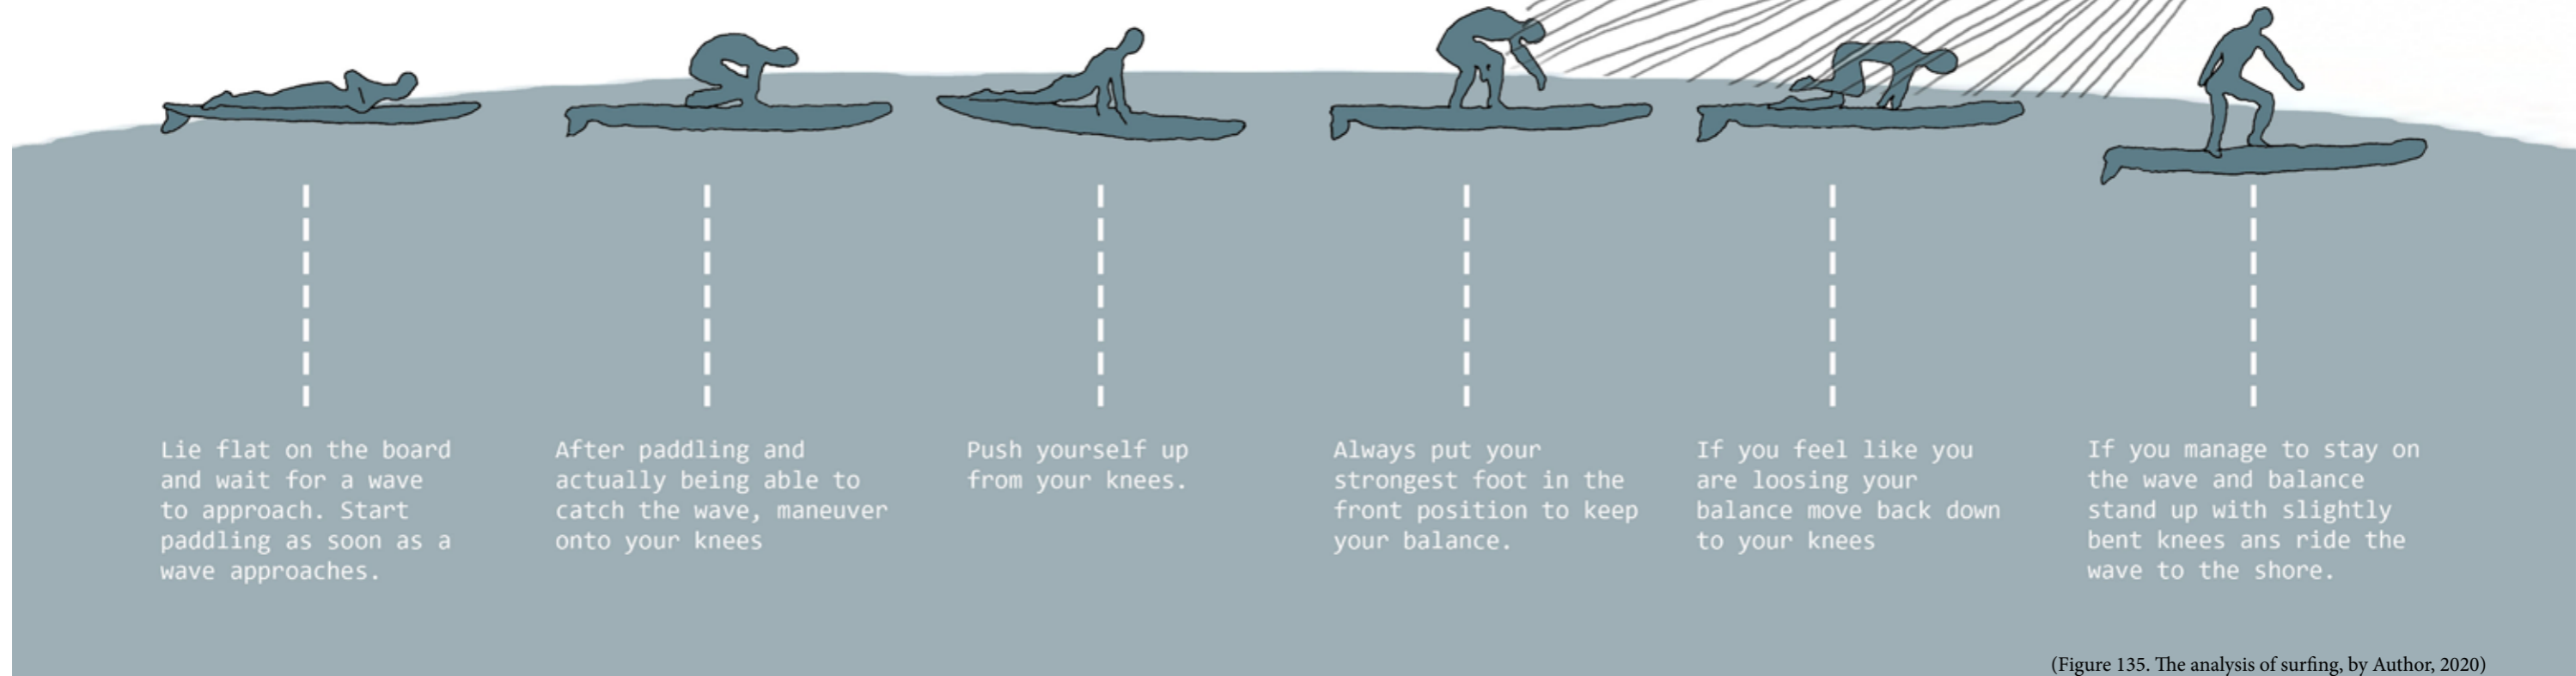 Lie flat on the board
and wait for a wave
to approach. Start
paddling as soon as a
wave approaches.
After paddling and
actually being able to
catch the wave, maneuver
onto your knees
Push yourself up
from your knees.
Always put your
strongest foot in the
front position to keep
your balance.
If you feel like you
are loosing your
balance move back down
to your knees
If you manage to stay on
the wave and balance
stand up with slightly
bent knees ans ride the
wave to the shore.
(Figure 135. The analysis of surfing, by Author, 2020)